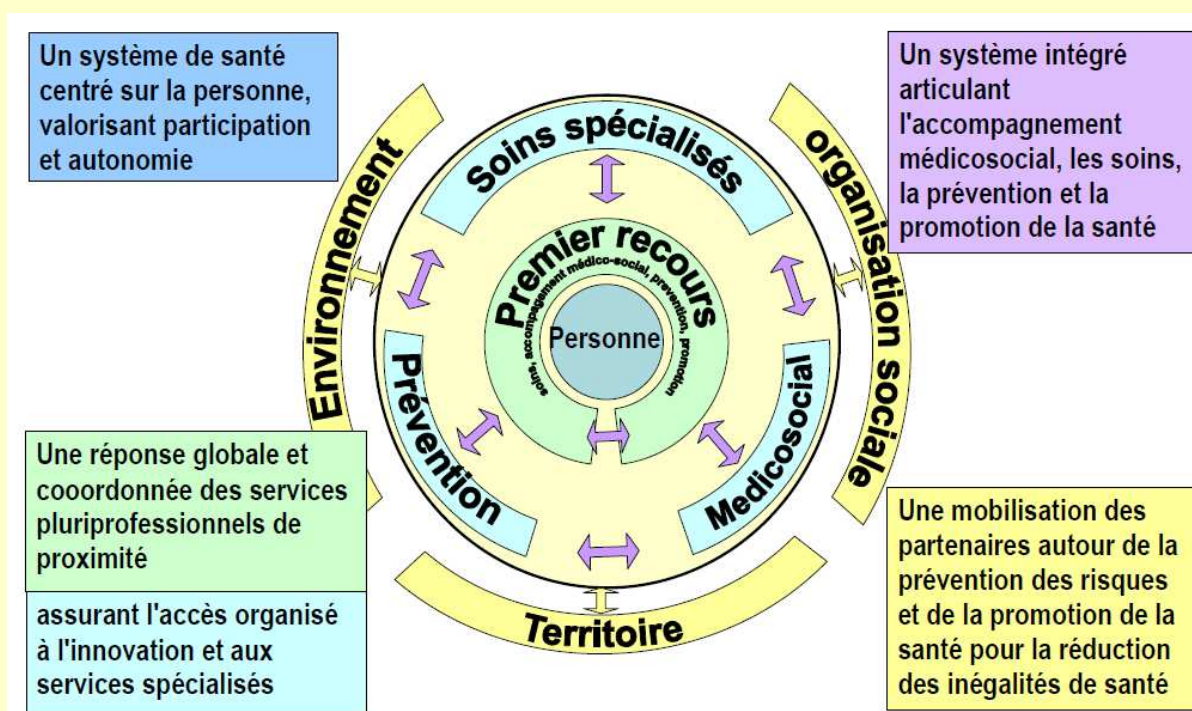 Un système de santé
centré sur la personne,
valorisant participation
et autonomie
Un système intégré
articulant
l'accompagnement
médicosocial, les soins,
la prévention et la
promotion de la santé
Environnement
Soins spécialisés
organisation sociale
Premier recours
soins, accompagement médico-social, prevention, promotion
Personne
Prévention
Medicosocial
Territoire
Une réponse globale et
cooordonnée des services
pluriprofessionnels de
proximité
assurant l'accès organisé
à l'innovation et aux
services spécialisés
Une mobilisation des
partenaires autour de la
prévention des risques
et de la promotion de la
santé pour la réduction
des inégalités de santé